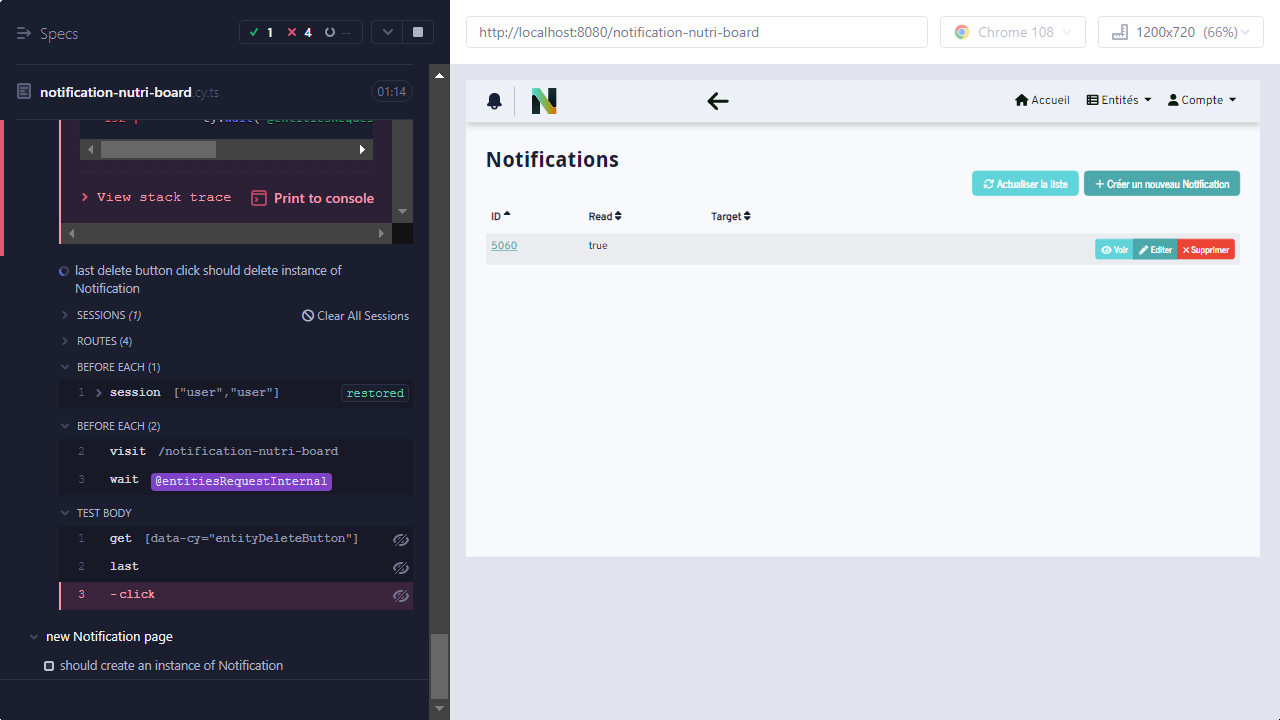 Specs
1 4 --
notification-nutri-board.cy.ts 01:14
View stack trace Print to console
last delete button click should delete instance of
Notification
SESSIONS (1) Clear All Sessions
ROUTES (4)
BEFORE EACH (1)
1 session ["user","user"] restored
BEFORE EACH (2)
2 visit /notification-nutri-board
3 wait @entitiesRequestInternal
TEST BODY
1 get [data-cy="entityDeleteButton"]
2 last
3 -click
new Notification page
should create an instance of Notification
http://localhost:8080/notification-nutri-board Chrome 108 1200x720 (66%)
N Accueil Entités Compte
Notifications
Actualiser la liste Créer un nouveau Notification
ID Read Target
5060 true Voir Editer Supprimer